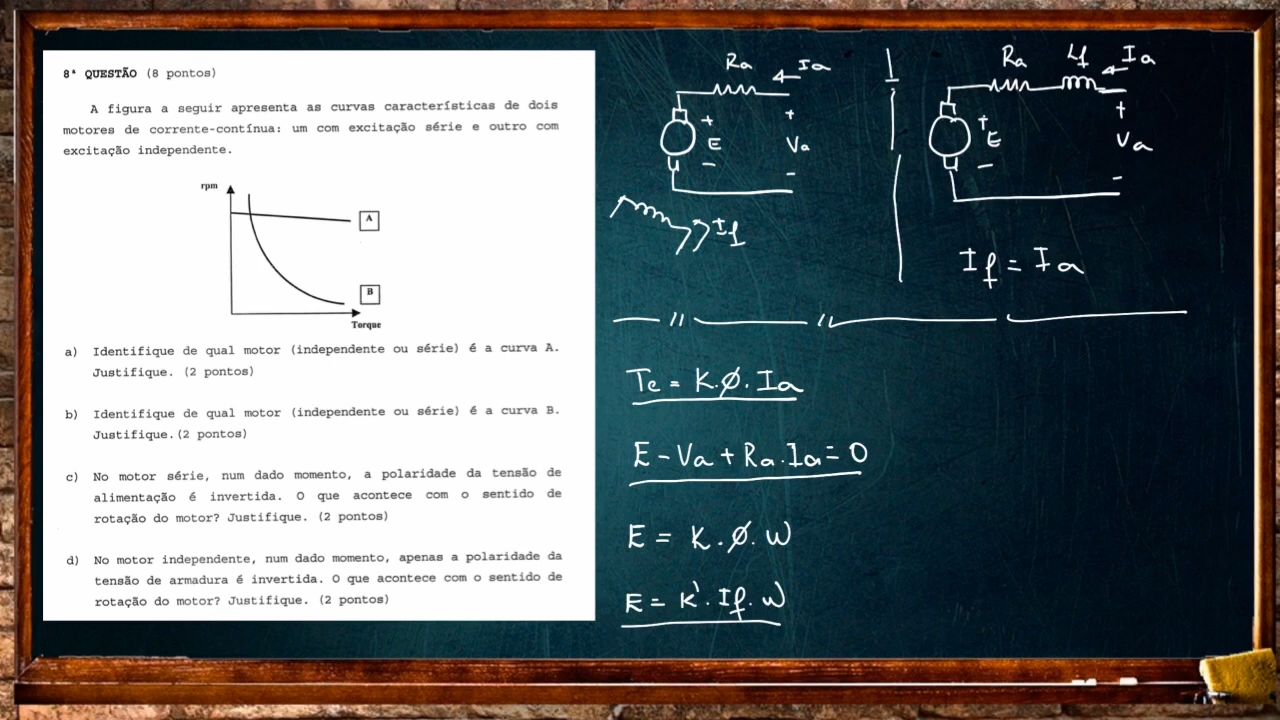 8ª QUESTÃO (8 pontos)
A figura a seguir apresenta as curvas características de dois
motores de corrente-contínua: um com excitação série e outro com
excitação independente.
rpm
A
B
Torque
a) Identifique de qual motor (independente ou série) é a curva A.
Justifique. (2 pontos)
b) Identifique de qual motor (independente ou série) é a curva B.
Justifique.(2 pontos)
c) No motor série, num dado momento, a polaridade da tensão de
alimentação é invertida. O que acontece com o sentido de
rotação do motor? Justifique. (2 pontos)
d) No motor independente, num dado momento, apenas a polaridade da
tensão de armadura é invertida. O que acontece com o sentido de
rotação do motor? Justifique. (2 pontos)
Ra Ia
+ +
E Va
- -
If
Ra Lf Ia
+ +
E Va
- -
If = Ia
Te = K.Ø.Ia
E - Va + Ra.Ia = 0
E = K.Ø.W
E = K'.If.W